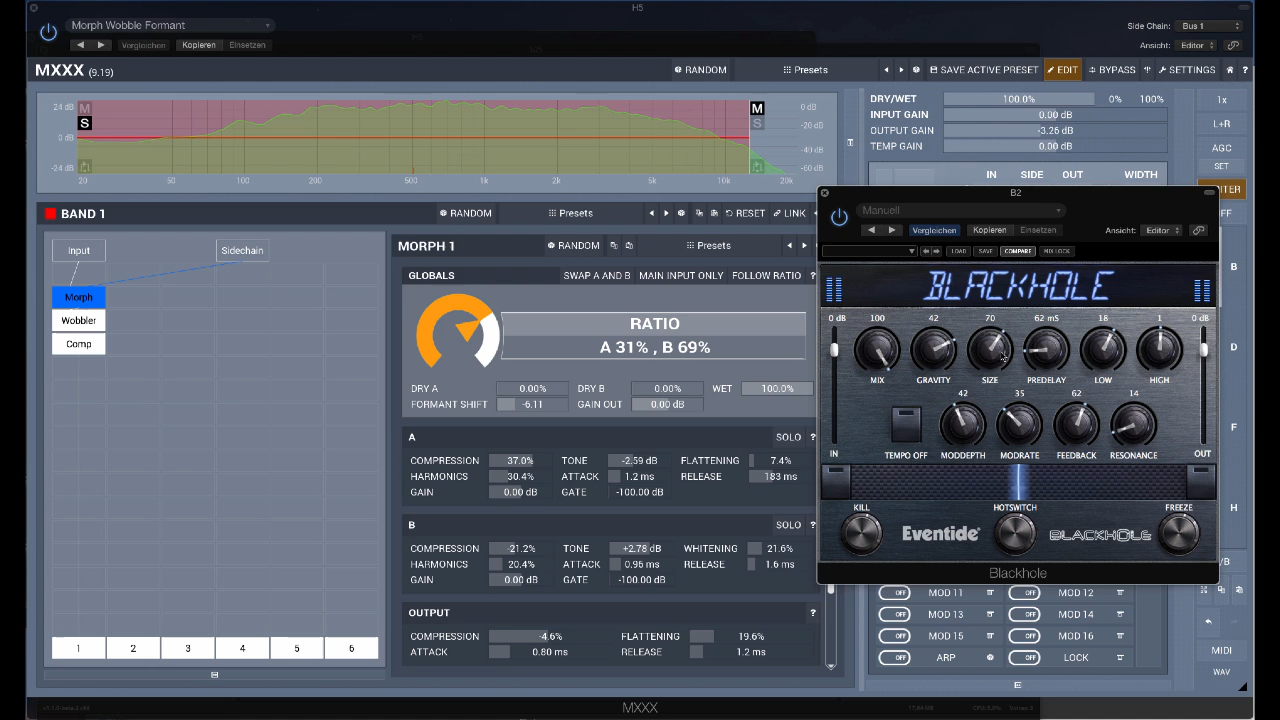 H5
Morph Wobble Formant
Side Chain: Bus 1
Vergleichen Kopieren Einsetzen
Ansicht: Editor
MXXX (9.19)
RANDOM Presets SAVE ACTIVE PRESET EDIT BYPASS SETTINGS ?
24 dB M S 0 dB -24 dB
M S 0 dB -20 dB -40 dB -60 dB
20 50 100 200 500 1k 2k 5k 10k 20k
DRY/WET 100.0% 0% 100%
INPUT GAIN 0.00 dB
OUTPUT GAIN -3.26 dB
TEMP GAIN 0.00 dB
IN SIDE OUT WIDTH
1x
L+R
AGC
SET
ITER
FF
BAND 1 RANDOM Presets RESET LINK
Input Sidechain
Morph
Wobbler
Comp
1 2 3 4 5 6
MORPH 1 RANDOM Presets
GLOBALS SWAP A AND B MAIN INPUT ONLY FOLLOW RATIO ?
RATIO
A 31% , B 69%
DRY A 0.00% DRY B 0.00% WET 100.0%
FORMANT SHIFT -6.11 GAIN OUT 0.00 dB
A SOLO ?
COMPRESSION 37.0% TONE -2.59 dB FLATTENING 7.4%
HARMONICS 30.4% ATTACK 1.2 ms RELEASE 183 ms
GAIN 0.00 dB GATE -100.00 dB
B SOLO ?
COMPRESSION -21.2% TONE +2.78 dB WHITENING 21.6%
HARMONICS 20.4% ATTACK 0.96 ms RELEASE 1.6 ms
GAIN 0.00 dB GATE -100.00 dB
OUTPUT ?
COMPRESSION -4.6% FLATTENING 19.6%
ATTACK 0.80 ms RELEASE 1.2 ms
B2
Manuell
Vergleichen Kopieren Einsetzen Ansicht: Editor
LOAD SAVE COMPARE MIX LOCK
BLACKHOLE
0 dB 100 42 70 62 mS 18 1 0 dB
MIX GRAVITY SIZE PREDELAY LOW HIGH
42 35 62 14
IN TEMPO OFF MODDEPTH MODRATE FEEDBACK RESONANCE OUT
KILL HOTSWITCH FREEZE
Eventide BLACKHOLE
Blackhole
B
D
F
H
/B
OFF MOD 11 OFF MOD 12
OFF MOD 13 OFF MOD 14
OFF MOD 15 OFF MOD 16
OFF ARP OFF LOCK
MIDI
WAV
MXXX